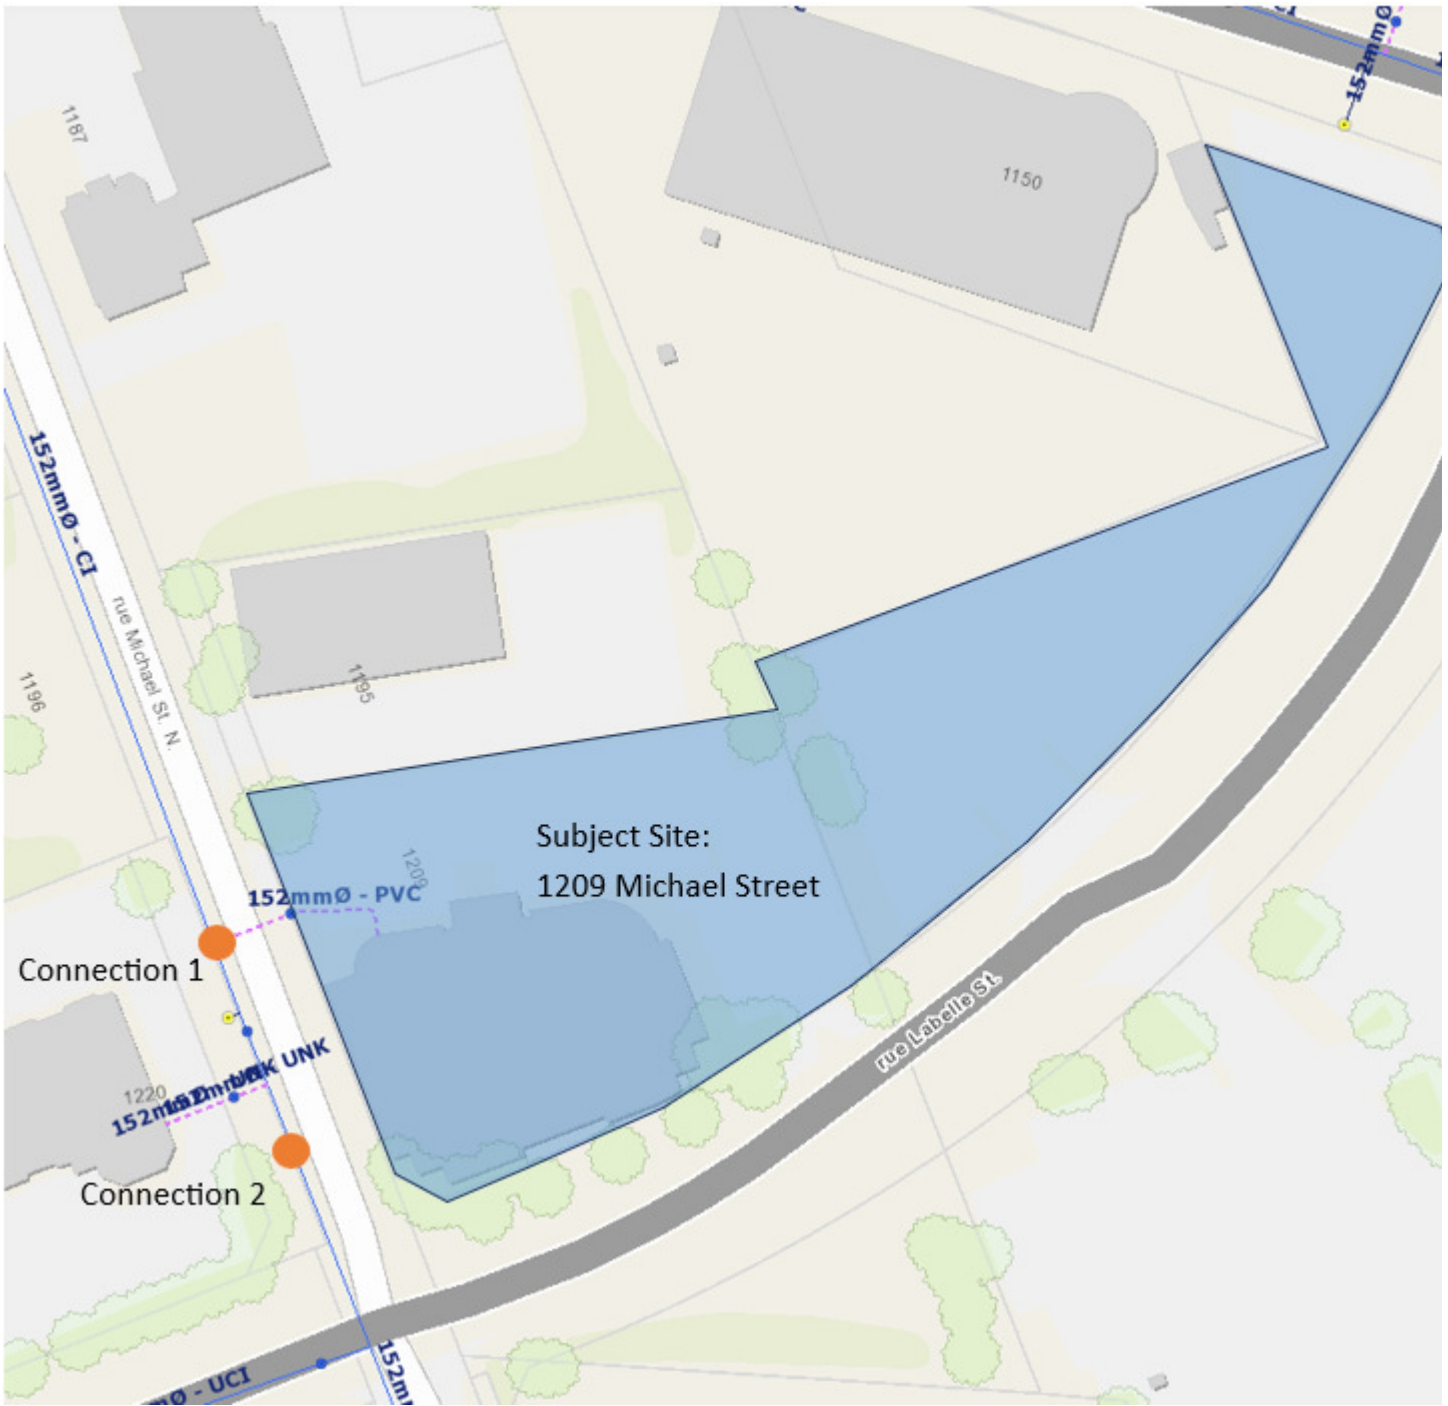 152mmØ
1187
1150
152mmØ - CI
rue Michael St. N.
1195
1196
Subject Site:
1209 Michael Street
1209
152mmØ - PVC
Connection 1
rue Labelle St.
UNK
1220
152mm
Connection 2
mØ - UCI